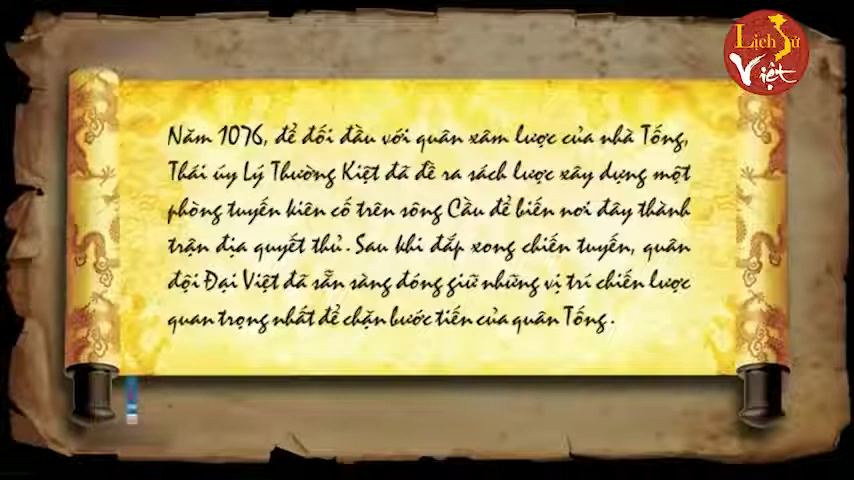 Lịch Sử
Việt
Năm 1076, để đối đầu với quân xâm lược của nhà Tống,
Thái úy Lý Thường Kiệt đã đề ra sách lược xây dựng một
phòng tuyến kiên cố trên sông Cầu để biến nơi đây thành
trận địa quyết thủ. Sau khi đắp xong chiến tuyến, quân
đội Đại Việt đã sẵn sàng đóng giữ những vị trí chiến lược
quan trọng nhất để chặn bước tiến của quân Tống.